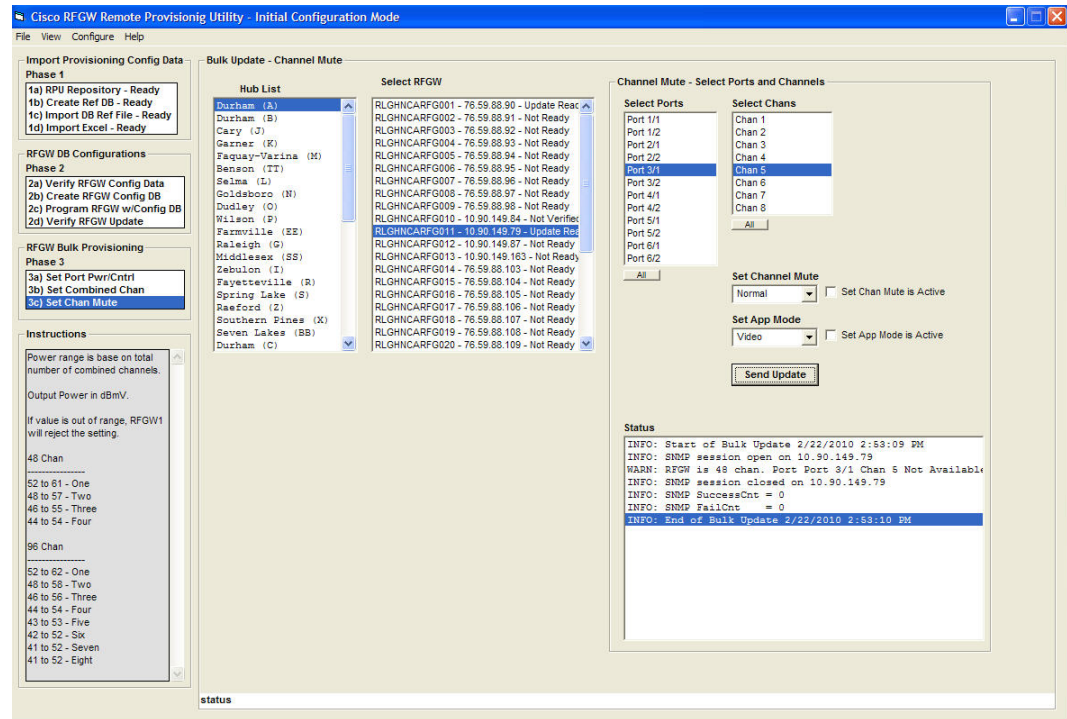 Cisco RFGW Remote Provisionig Utility - Initial Configuration Mode
File View Configure Help
Import Provisioning Config Data
Phase 1
1a) RPU Repository - Ready
1b) Create Ref DB - Ready
1c) Import DB Ref File - Ready
1d) Import Excel - Ready
RFGW DB Configurations
Phase 2
2a) Verify RFGW Config Data
2b) Create RFGW Config DB
2c) Program RFGW w/Config DB
2d) Verify RFGW Update
RFGW Bulk Provisioning
Phase 3
3a) Set Port Pwr/Cntrl
3b) Set Combined Chan
3c) Set Chan Mute
Instructions
Power range is base on total
number of combined channels.
Output Power in dBmV.
If value is out of range, RFGW1
will reject the setting.
48 Chan
----------------
52 to 61 - One
48 to 57 - Two
46 to 55 - Three
44 to 54 - Four
96 Chan
----------------
52 to 62 - One
48 to 58 - Two
46 to 56 - Three
44 to 54 - Four
43 to 53 - Five
42 to 52 - Six
41 to 52 - Seven
41 to 52 - Eight
Bulk Update - Channel Mute
Hub List
Durham (A)
Durham (B)
Cary (J)
Garner (K)
Faquay-Varina (M)
Benson (TT)
Selma (L)
Goldsboro (N)
Dudley (O)
Wilson (P)
Farmville (EE)
Raleigh (G)
Middlesex (SS)
Zebulon (I)
Fayetteville (R)
Spring Lake (S)
Raeford (Z)
Southern Pines (X)
Seven Lakes (BB)
Durham (C)
Select RFGW
RLGHNCARFG001 - 76.59.88.90 - Update Reac
RLGHNCARFG002 - 76.59.88.91 - Not Ready
RLGHNCARFG003 - 76.59.88.92 - Not Ready
RLGHNCARFG004 - 76.59.88.93 - Not Ready
RLGHNCARFG005 - 76.59.88.94 - Not Ready
RLGHNCARFG006 - 76.59.88.95 - Not Ready
RLGHNCARFG007 - 76.59.88.96 - Not Ready
RLGHNCARFG008 - 76.59.88.97 - Not Ready
RLGHNCARFG009 - 76.59.88.98 - Not Ready
RLGHNCARFG010 - 10.90.149.84 - Not Verified
RLGHNCARFG011 - 10.90.149.79 - Update Rea
RLGHNCARFG012 - 10.90.149.87 - Not Ready
RLGHNCARFG013 - 10.90.149.163 - Not Ready
RLGHNCARFG014 - 76.59.88.103 - Not Ready
RLGHNCARFG015 - 76.59.88.104 - Not Ready
RLGHNCARFG016 - 76.59.88.105 - Not Ready
RLGHNCARFG017 - 76.59.88.106 - Not Ready
RLGHNCARFG018 - 76.59.88.107 - Not Ready
RLGHNCARFG019 - 76.59.88.108 - Not Ready
RLGHNCARFG020 - 76.59.88.109 - Not Ready
Channel Mute - Select Ports and Channels
Select Ports
Port 1/1
Port 1/2
Port 2/1
Port 2/2
Port 3/1
Port 3/2
Port 4/1
Port 4/2
Port 5/1
Port 5/2
Port 6/1
Port 6/2
All
Select Chans
Chan 1
Chan 2
Chan 3
Chan 4
Chan 5
Chan 6
Chan 7
Chan 8
All
Set Channel Mute
Normal Set Chan Mute is Active
Set App Mode
Video Set App Mode is Active
Send Update
Status
INFO: Start of Bulk Update 2/22/2010 2:53:09 PM
INFO: SNMP session open on 10.90.149.79
WARN: RFGW is 48 chan. Port Port 3/1 Chan 5 Not Available
INFO: SNMP session closed on 10.90.149.79
INFO: SNMP SuccessCnt = 0
INFO: SNMP FailCnt = 0
INFO: End of Bulk Update 2/22/2010 2:53:10 PM
status